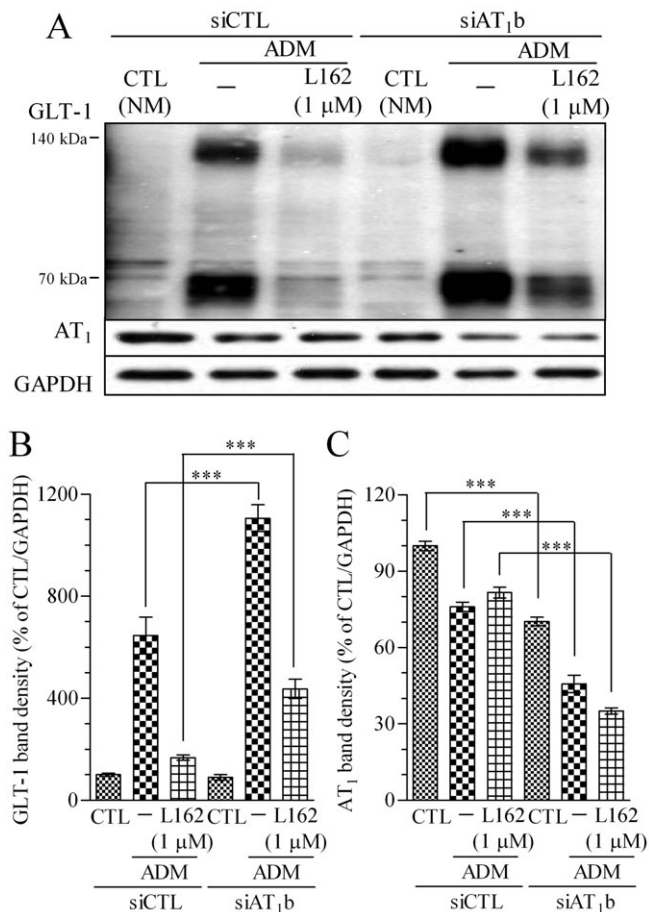 A
siCTL siAT₁b
ADM ADM
CTL (NM) — L162 (1 μM) CTL (NM) — L162 (1 μM)
GLT-1
140 kDa
70 kDa
AT₁
GAPDH
B
GLT-1 band density (% of CTL/GAPDH)
1200
800
400
0
***
***
CTL — L162 CTL — L162
(1 μM) (1 μM)
ADM ADM
siCTL siAT₁b
C
AT₁ band density (% of CTL/GAPDH)
120
90
60
30
0
***
***
***
CTL — L162 CTL — L162
(1 μM) (1 μM)
ADM ADM
siCTL siAT₁b